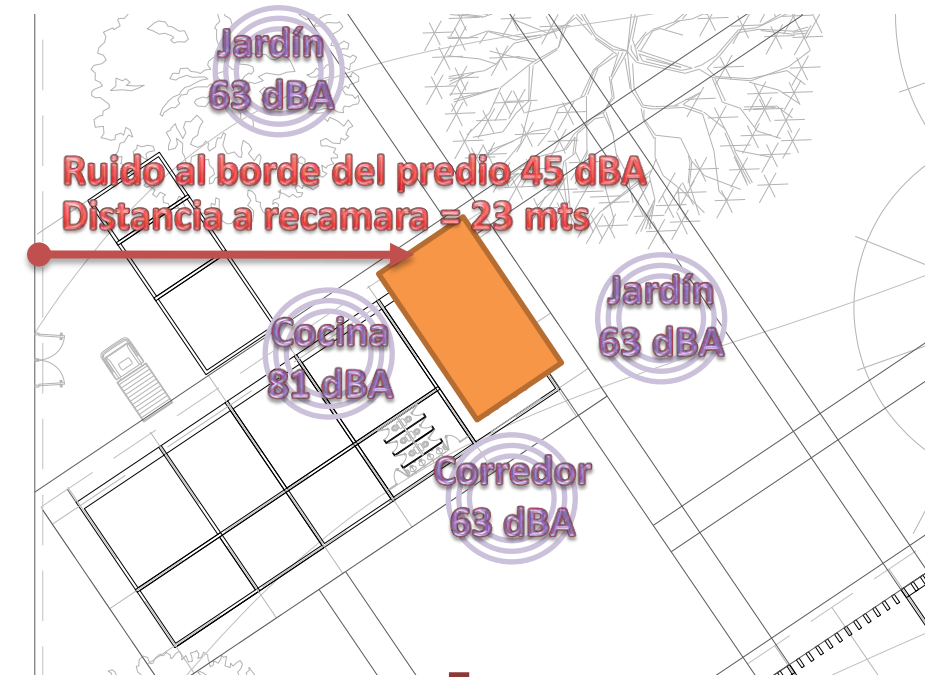 Jardín
63 dBA
Ruido al borde del predio 45 dBA
Distancia a recamara = 23 mts
Jardín
63 dBA
Cocina
81 dBA
Corredor
63 dBA